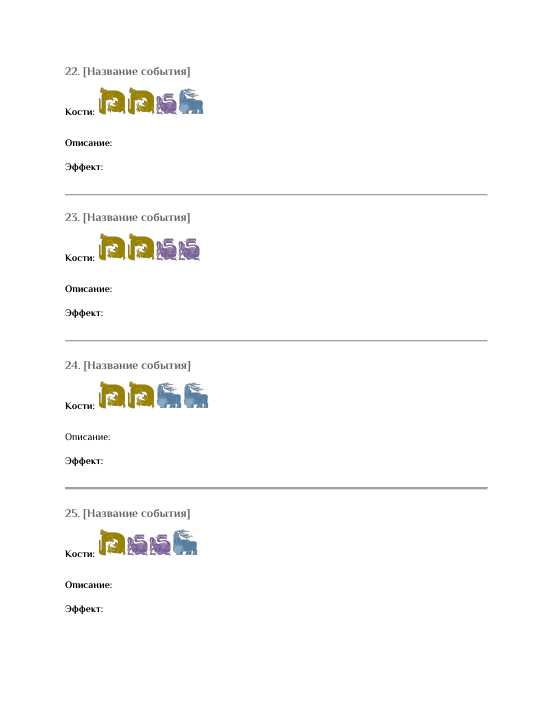 22. [Название события]
Кости:
Описание:
Эффект:
23. [Название события]
Кости:
Описание:
Эффект:
24. [Название события]
Кости:
Описание:
Эффект:
25. [Название события]
Кости:
Описание:
Эффект: